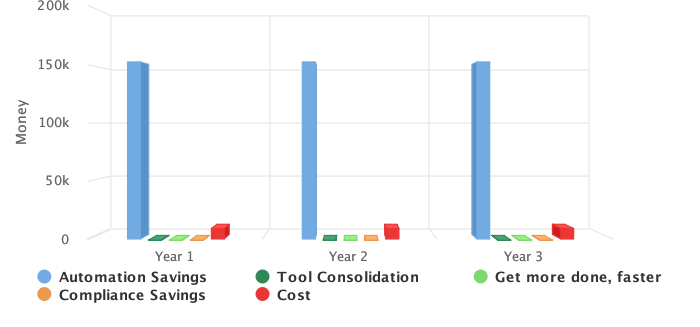 200k
150k
100k
50k
0
Money
Year 1 Year 2 Year 3
Automation Savings Tool Consolidation Get more done, faster
Compliance Savings Cost